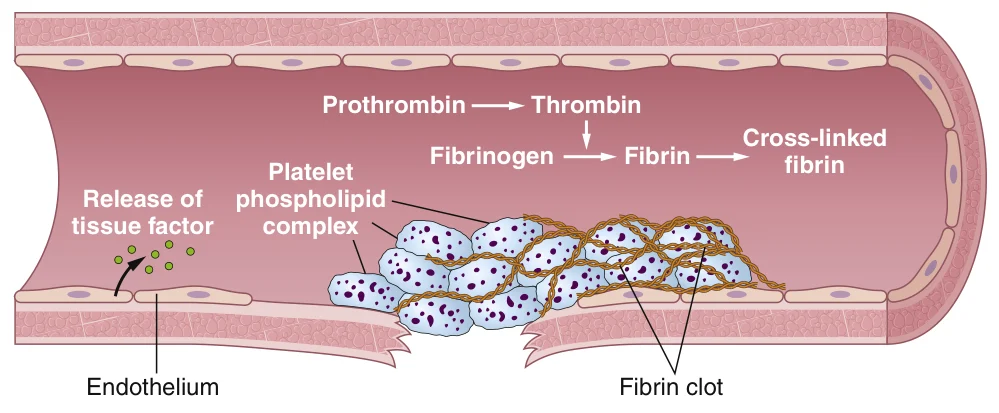 Prothrombin
Thrombin
Fibrinogen
Fibrin
Cross-linked
fibrin
Platelet
phospholipid
complex
Release of
tissue factor
Endothelium
Fibrin clot